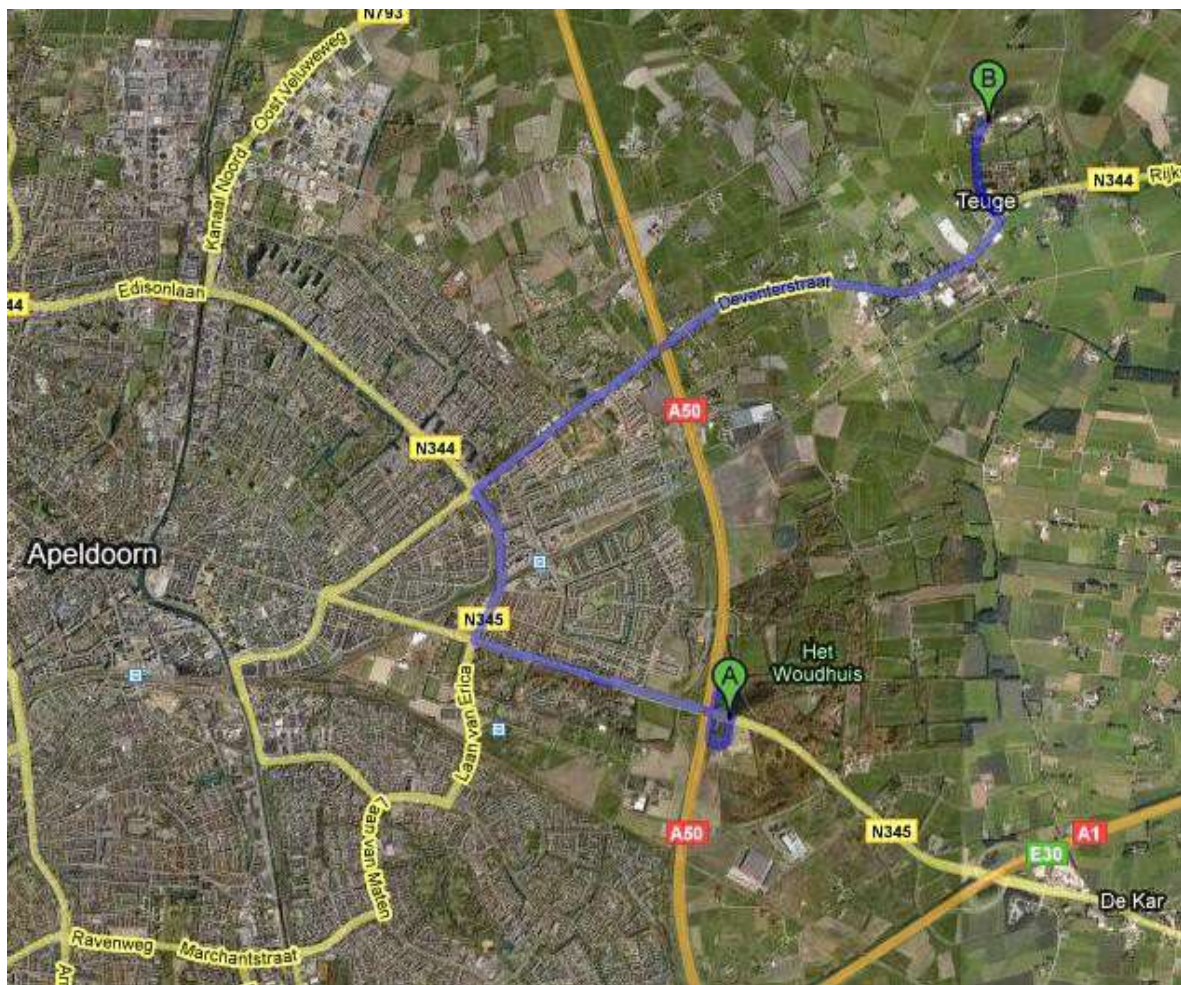 N793
Oost Veluweweg
B
Kanaal Noord
N344
Teuge
Edisonlaan
44
Deventerstraat
A50
N344
Apeldoorn
N345
Het
Woudhuis
A
Laan van Erica
Laan van Maten
A50
N345
A1
E30
De Kar
Ravenweg
Marchantstraat